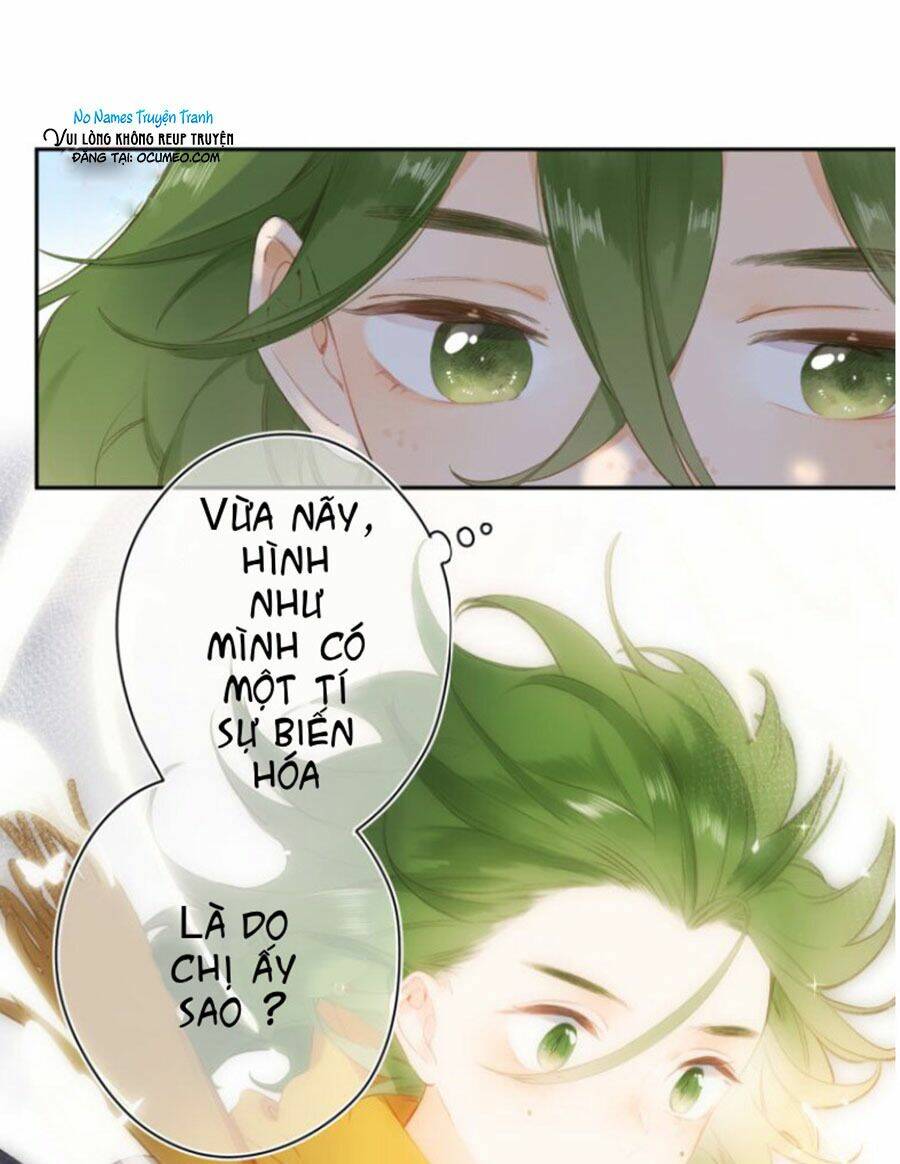 No Names Truyện Tranh
Vui lòng không reup truyện
Đăng tại: ocumeo.com
Vừa nãy,
hình
như
mình có
một tí
sự biến
hóa
Là do
chị ấy
sao ?